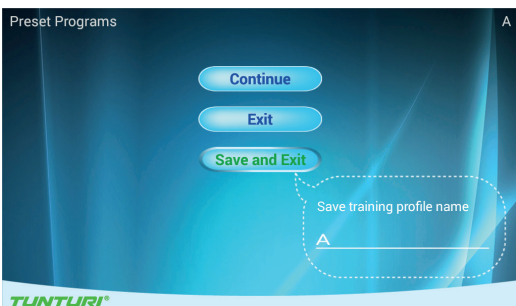 Preset Programs
A
Continue
Exit
Save and Exit
Save training profile name
A
TUNTURI®